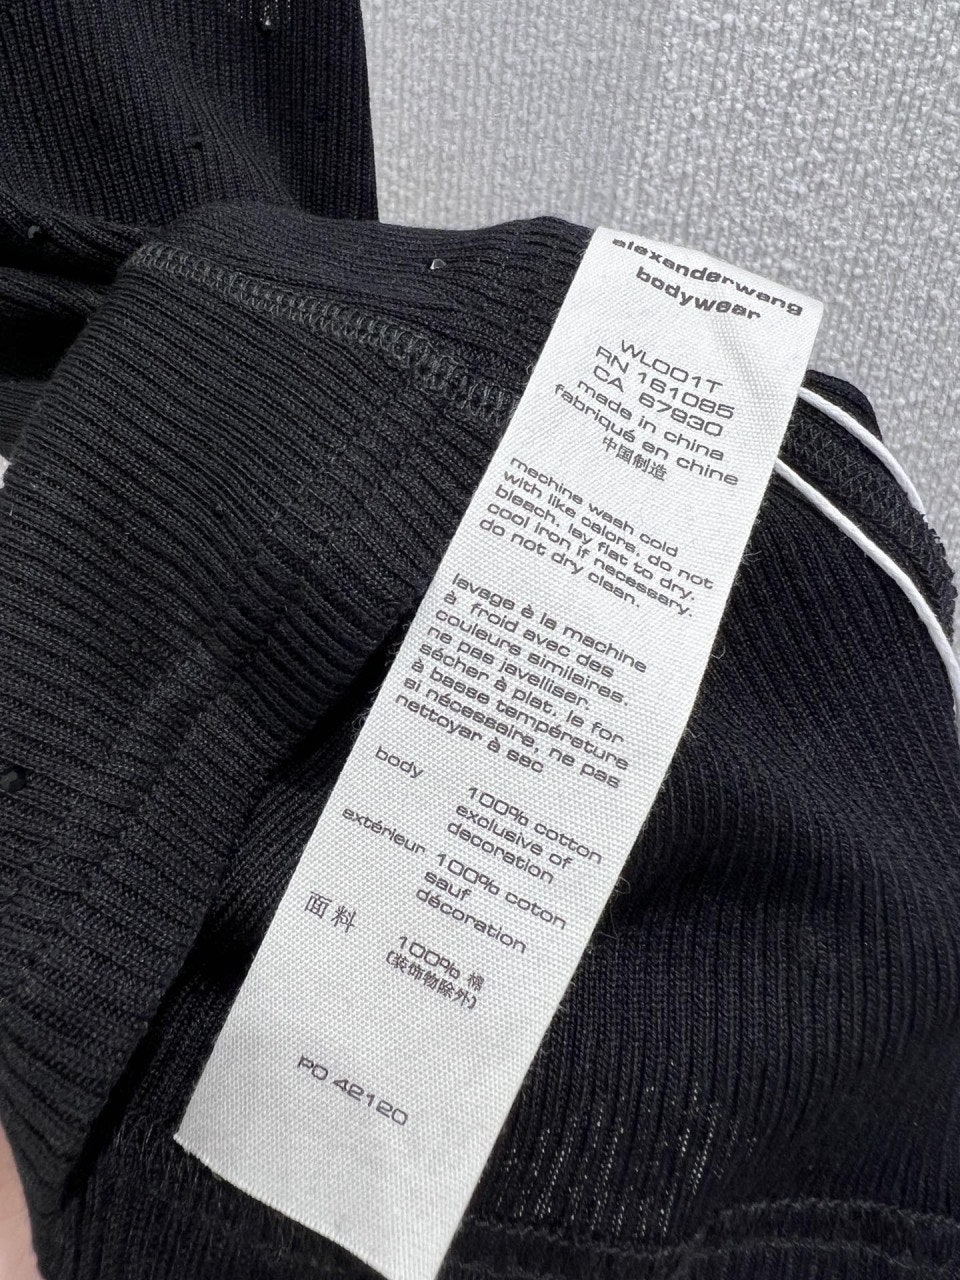 alexanderwang
bodywear
WL001T
RN 161085
CA 67930
made in china
fabriqué en chine
中国制造
machine wash cold
with like colors, do not
bleach, lay flat to dry,
cool iron if necessary,
do not dry clean.
lavage à la machine
à froid avec des
couleurs similaires.
ne pas javelliser.
sécher à plat, le for
à basse température
si nécessaire, ne pas
nettoyar à sec
body 100% cotton
exclusive of
decoration
extérieur 100% coton
sauf
décoration
面料 100% 棉
(装饰物除外)
PO 42120